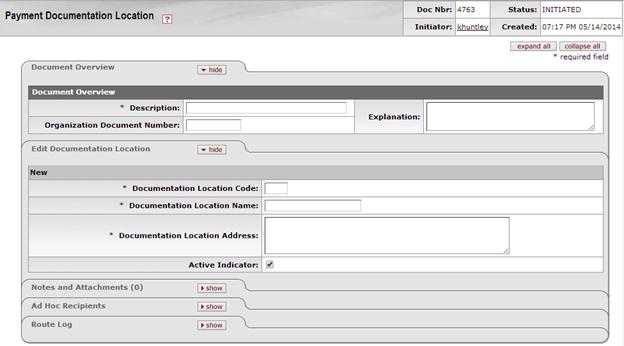 Payment Documentation Location ?
Doc Nbr: 4763 Status: INITIATED
Initiator: khuntley Created: 07:17 PM 05/14/2014
expand all collapse all
* required field
Document Overview hide
Document Overview
* Description: Explanation:
Organization Document Number:
Edit Documentation Location hide
New
* Documentation Location Code:
* Documentation Location Name:
* Documentation Location Address:
Active Indicator:
Notes and Attachments (0) show
Ad Hoc Recipients show
Route Log show